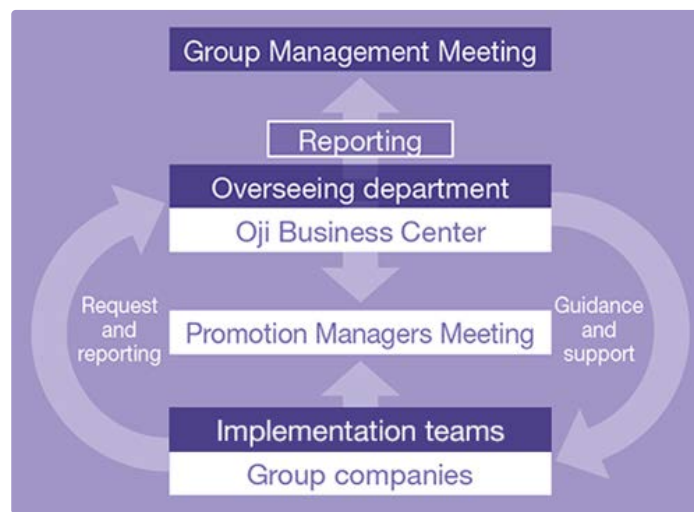 Group Management Meeting
Reporting
Overseeing department
Oji Business Center
Request
and
reporting
Promotion Managers Meeting
Guidance
and
support
Implementation teams
Group companies